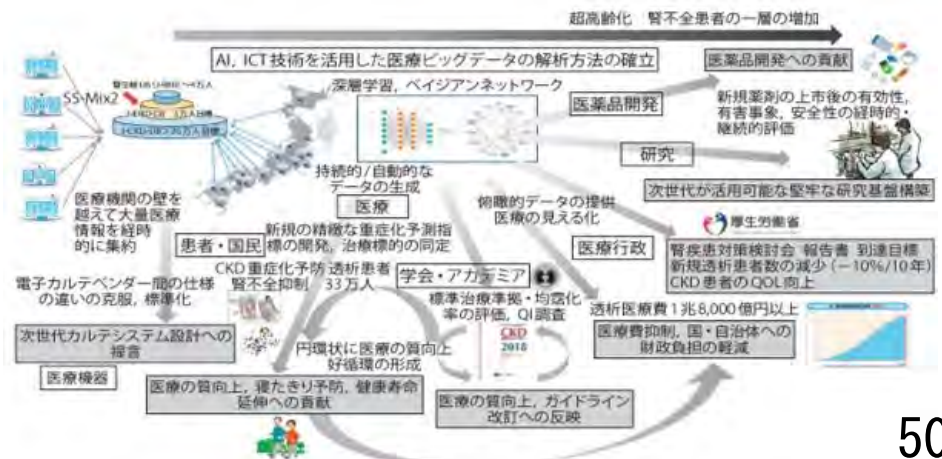 超高齢化 腎不全患者の一層の増加
AI, ICT技術を活用した医療ビッグデータの解析方法の確立
医薬品開発への貢献
SS-Mix2
深層学習, ベイジアンネットワーク
医薬品開発
新規薬剤の上市後の有効性,
有害事象, 安全性の経時的・
継続的評価
研究
次世代が活用可能な堅牢な研究基盤構築
持続的/自動的な
データの生成
医療機関の壁を
越えて大量医療
情報を経時
的に集約
医療
俯瞰的データの提供
医療の見える化
厚生労働省
患者・国民
新規の精緻な重症化予測指
標の開発, 治療標的の同定
医療行政
腎疾患対策検討会 報告書 到達目標
新規透析患者数の減少(−10%/10年)
CKD患者のQOL向上
CKD重症化予防
腎不全抑制
透析患者
33万人
学会・アカデミア
電子カルテベンダー間の仕様
の違いの克服, 標準化
標準治療準拠・均霑化
率の評価, QI調査
透析医療費1兆8,000億円以上
次世代カルテシステム設計への
提言
医療機器
円環状に医療の質向上
好循環の形成
CKD
2018
医療費抑制, 国・自治体への
財政負担の軽減
医療の質向上, 寝たきり予防, 健康寿命
延伸への貢献
医療の質向上, ガイドライン
改訂への反映
50